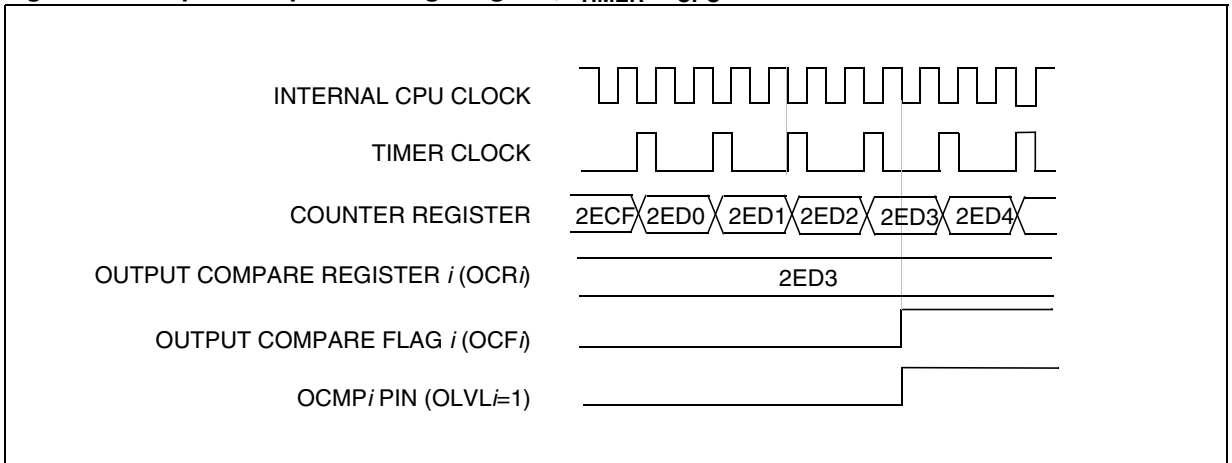 TIMER
INTERNAL CPU CLOCK
TIMER CLOCK
COUNTER REGISTER
2ECF 2ED0 2ED1 2ED2 2ED3 2ED4
OUTPUT COMPARE REGISTER i (OCRi)
2ED3
OUTPUT COMPARE FLAG i (OCFi)
OCMPi PIN (OLVLi=1)